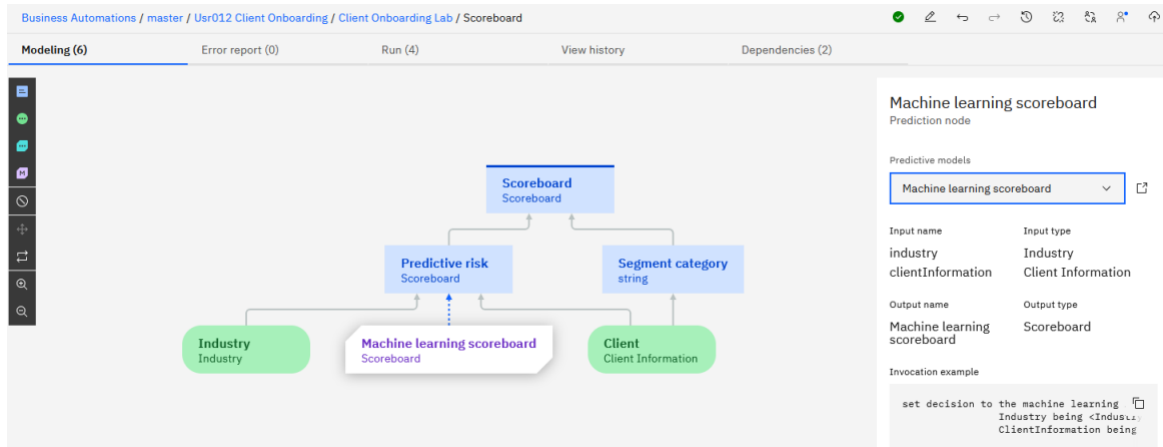 Business Automations / master / Usr012 Client Onboarding / Client Onboarding Lab / Scoreboard
Modeling (6)
Error report (0)
Run (4)
View history
Dependencies (2)
Scoreboard
Scoreboard
Predictive risk
Scoreboard
Segment category
string
Industry
Industry
Machine learning scoreboard
Scoreboard
Client
Client Information
Machine learning scoreboard
Prediction node
Predictive models
Machine learning scoreboard
Input name
Input type
industry
Industry
clientInformation
Client Information
Output name
Output type
Machine learning
scoreboard
Scoreboard
Invocation example
set decision to the machine learning
Industry being <Indus
ClientInformation being